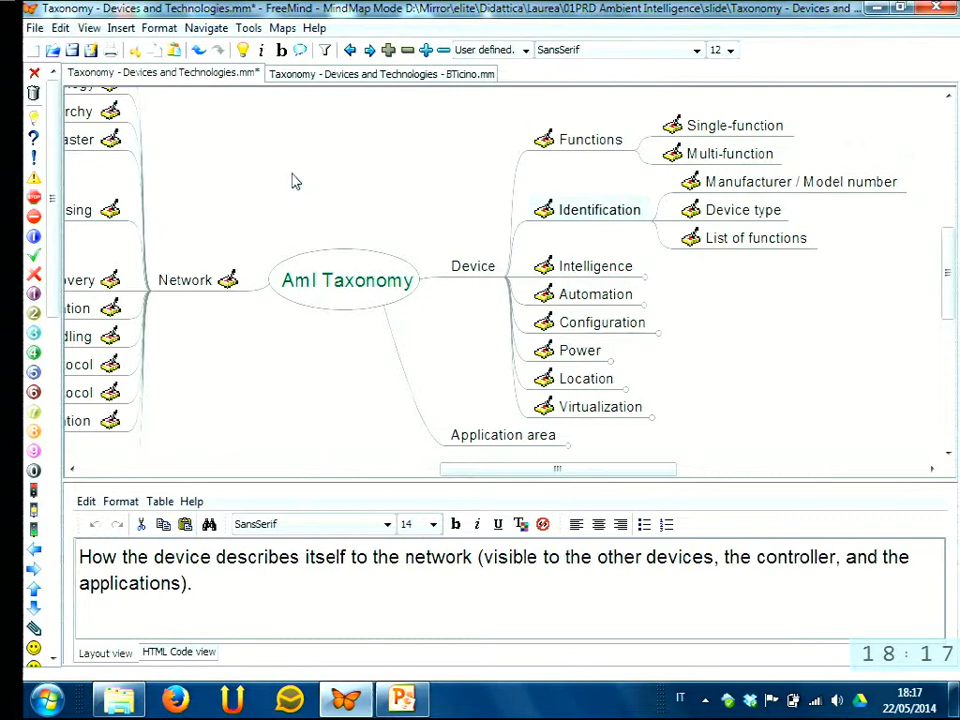 Taxonomy - Devices and Technologies.mm* - FreeMind - MindMap Mode D:\Mirror\elite\Didattica\Laurea\01PRD Ambient Intelligence\slide\Taxonomy - Devices and
File Edit View Insert Format Navigate Tools Maps Help
User defined. SansSerif 12
Taxonomy - Devices and Technologies.mm* Taxonomy - Devices and Technologies - BTicino.mm
rchy
aster
sing
overy
ation
dling
ocol
ocol
ation
Network
AmI Taxonomy
Device
Functions
Single-function
Multi-function
Identification
Manufacturer / Model number
Device type
List of functions
Intelligence
Automation
Configuration
Power
Location
Virtualization
Application area
Edit Format Table Help
SansSerif 14
How the device describes itself to the network (visible to the other devices, the controller, and the
applications).
Layout view HTML Code view
18:17
IT 18:17
22/05/2014